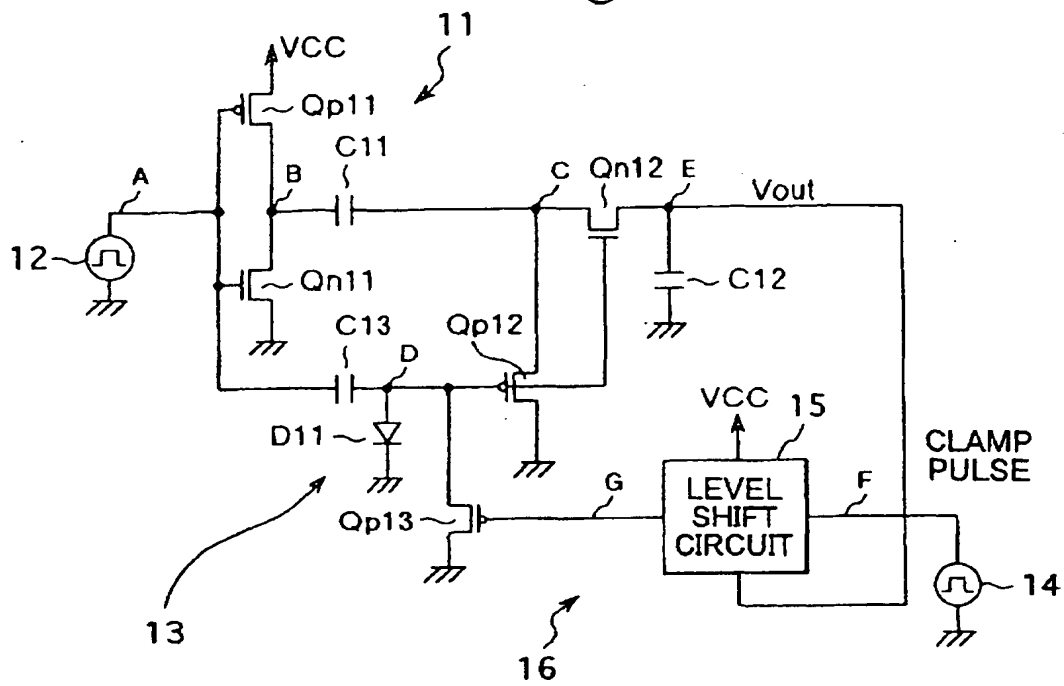 11
VCC
Qp11
C11
A
B
C
Qn12
E
Vout
12
Qn11
C12
C13
Qp12
D
VCC
15
D11
CLAMP
PULSE
G
LEVEL
SHIFT
CIRCUIT
F
Qp13
14
13
16